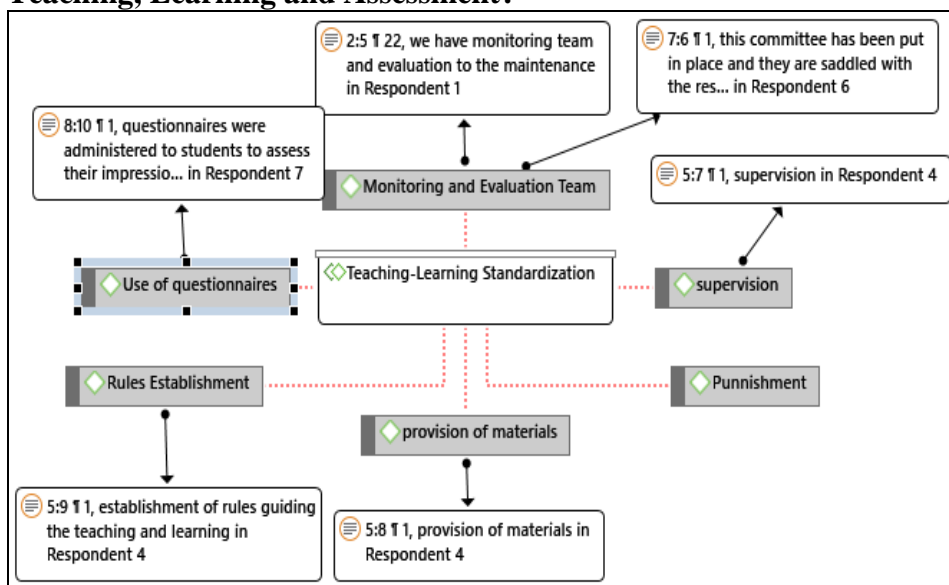 Teaching, Learning and Assessment?
2:5 ¶ 22, we have monitoring team
and evaluation to the maintenance
in Respondent 1
7:6 ¶ 1, this committee has been put
in place and they are saddled with
the res... in Respondent 6
8:10 ¶ 1, questionnaires were
administered to students to assess
their impressio... in Respondent 7
5:7 ¶ 1, supervision in Respondent 4
Monitoring and Evaluation Team
Use of questionnaires
Teaching-Learning Standardization
supervision
Rules Establishment
Punnishment
provision of materials
5:9 ¶ 1, establishment of rules guiding
the teaching and learning in
Respondent 4
5:8 ¶ 1, provision of materials in
Respondent 4